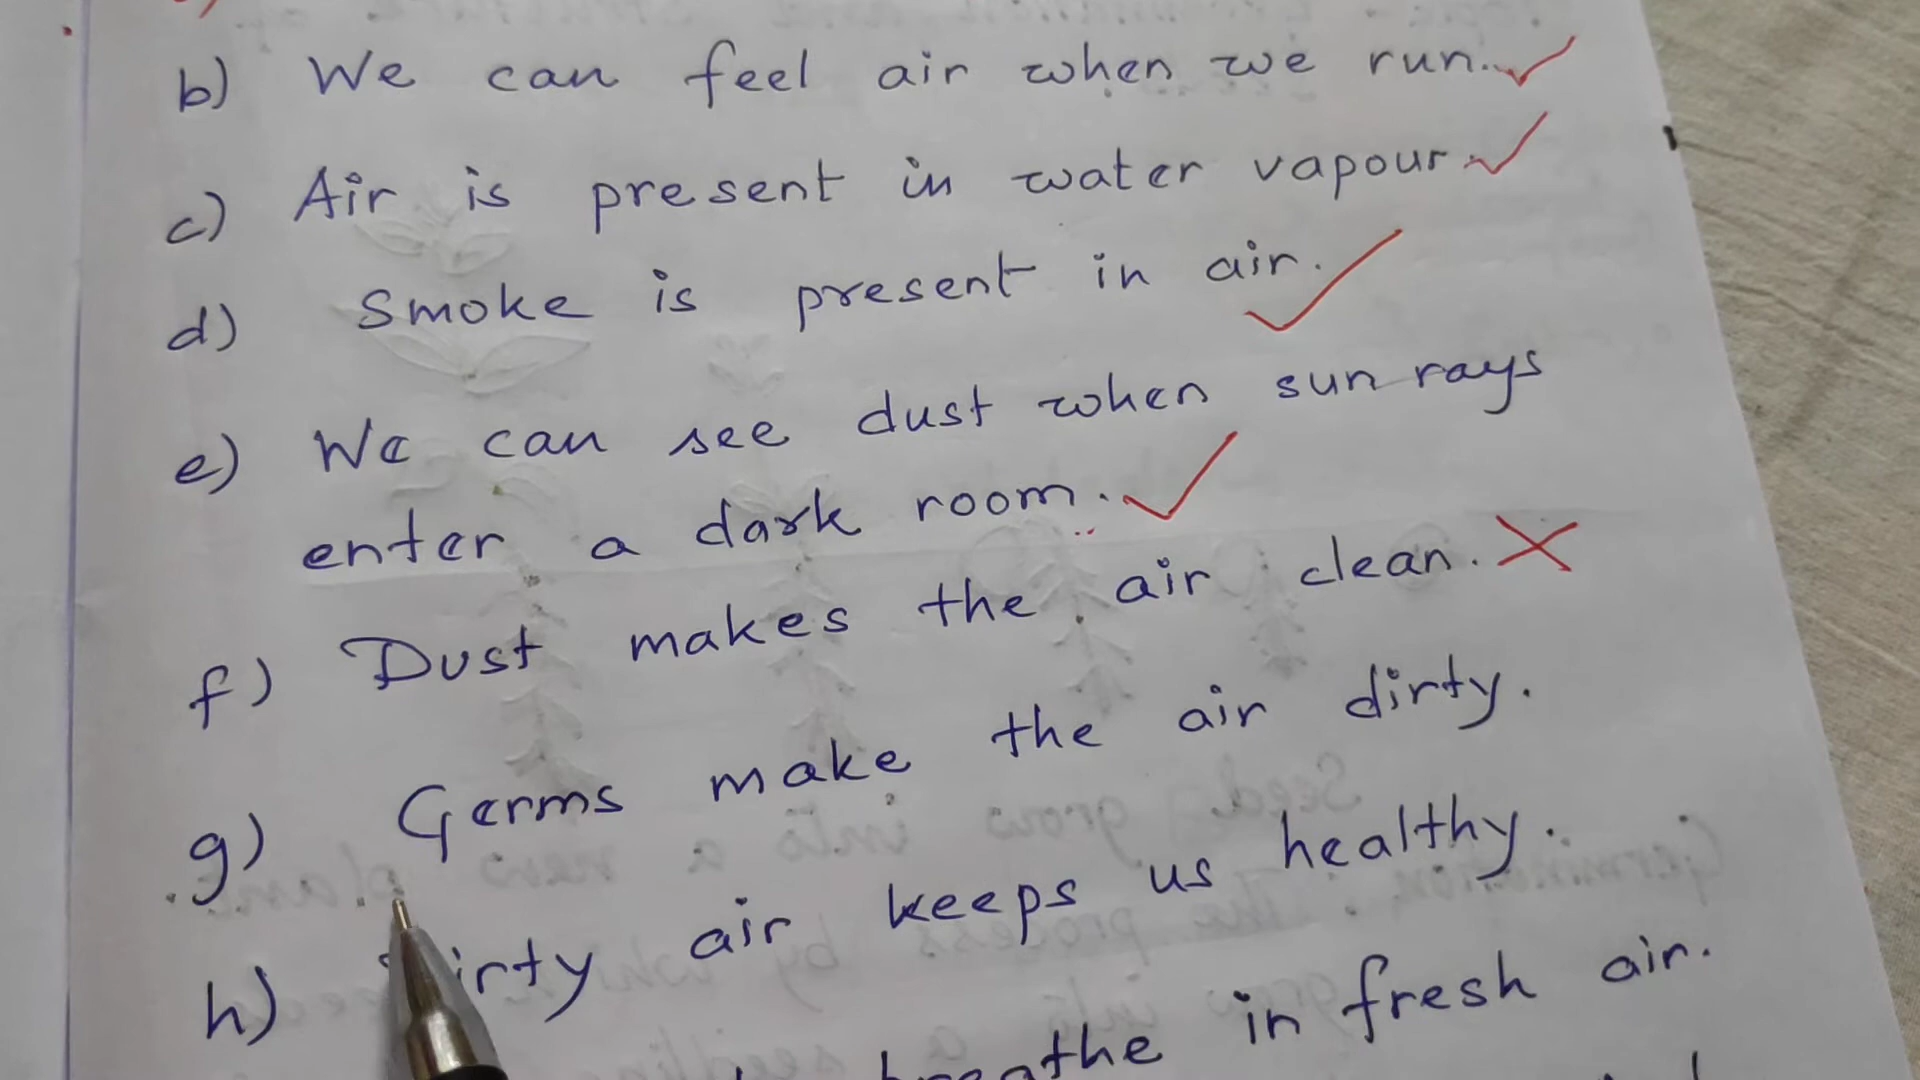 b) We can feel air when we run.
c) Air is present in water vapour.
d) Smoke is present in air.
e) We can see dust when sun rays
enter a dark room.
f) Dust makes the air clean.
g) Germs make the air dirty.
h) Dirty air keeps us healthy.
breathe in fresh air.